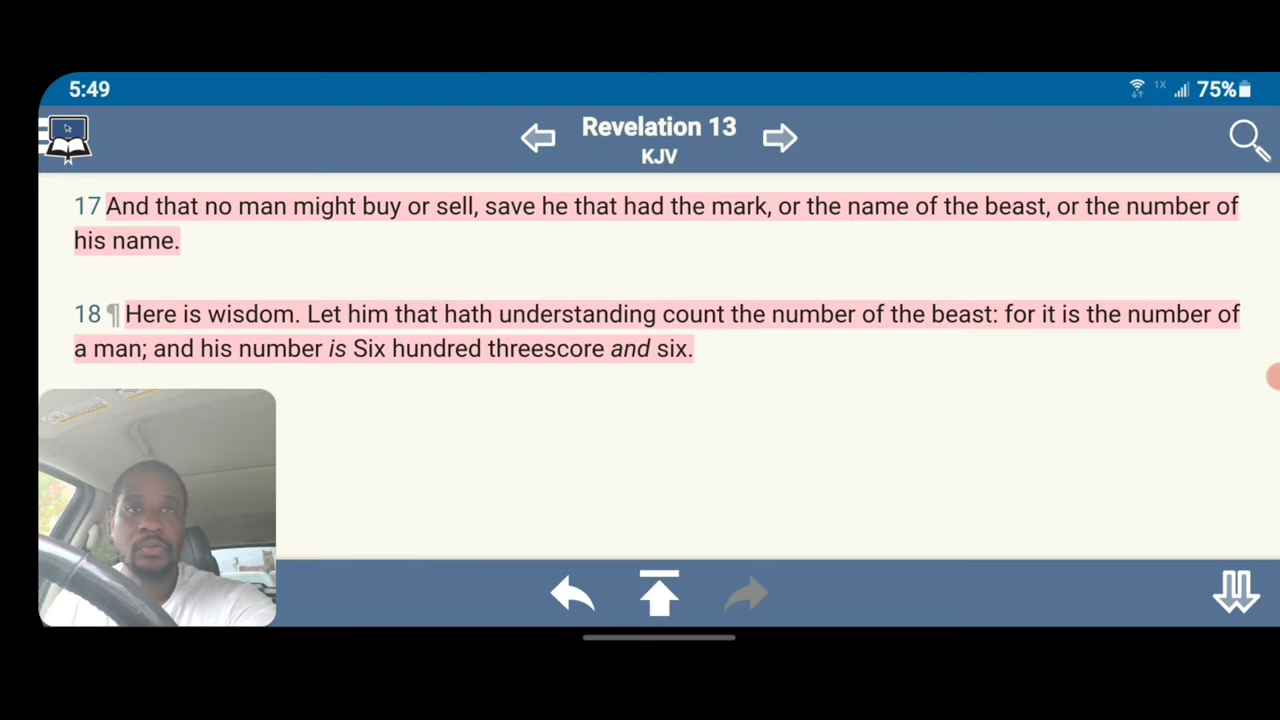 5:49
1X
75%
Revelation 13
KJV
17 And that no man might buy or sell, save he that had the mark, or the name of the beast, or the number of
his name.
18 ¶ Here is wisdom. Let him that hath understanding count the number of the beast: for it is the number of
a man; and his number is Six hundred threescore and six.